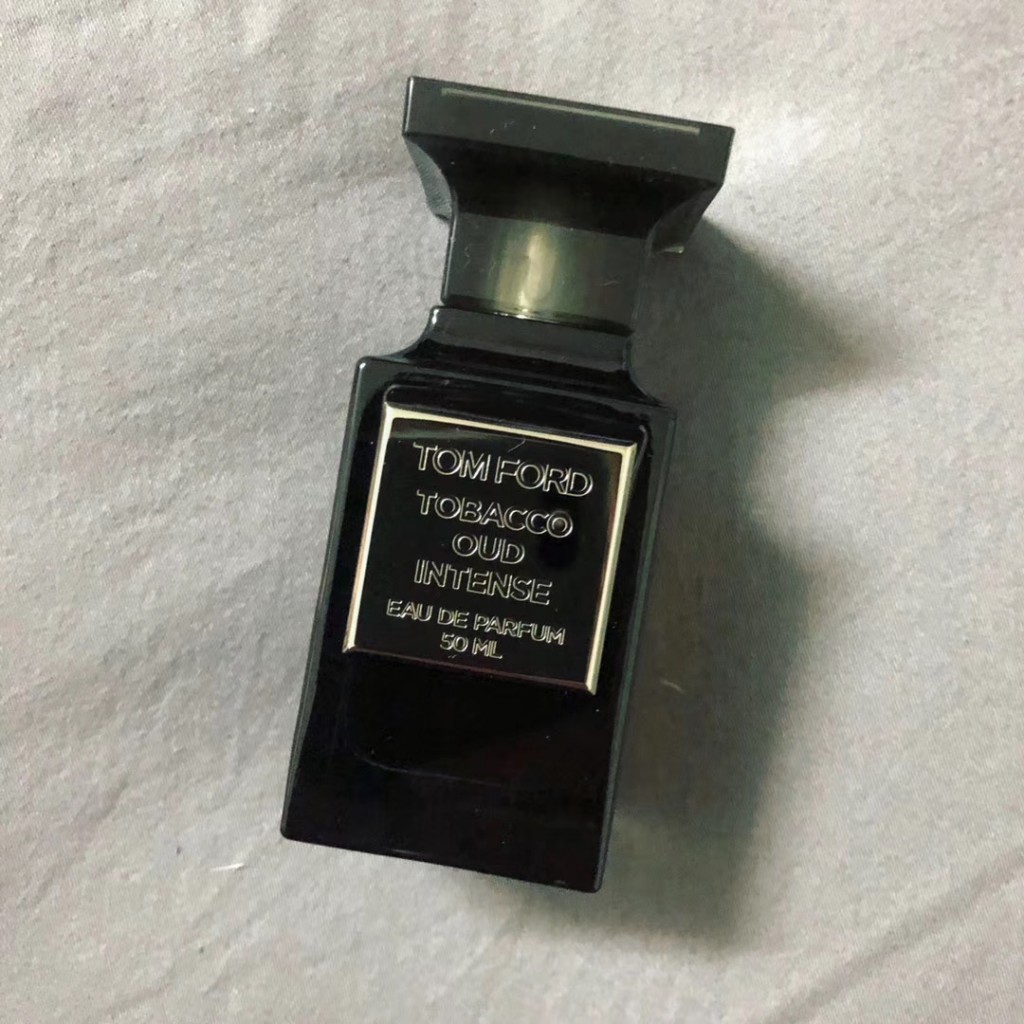 TOM FORD
TOBACCO
OUD
INTENSE
EAU DE PARFUM
50 ML